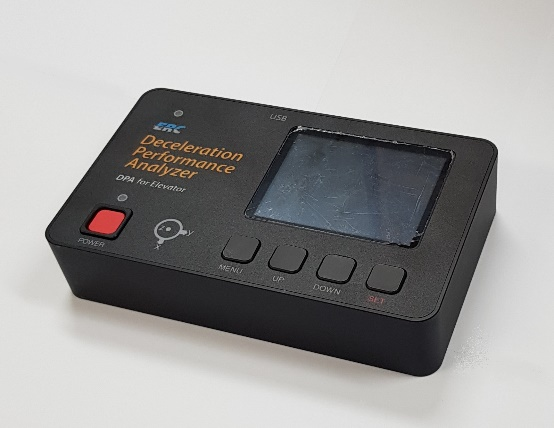 USB
ERC
Deceleration
Performance
Analyzer
DPA for Elevator
POWER
Z
Y
X
MENU
UP
DOWN
SET